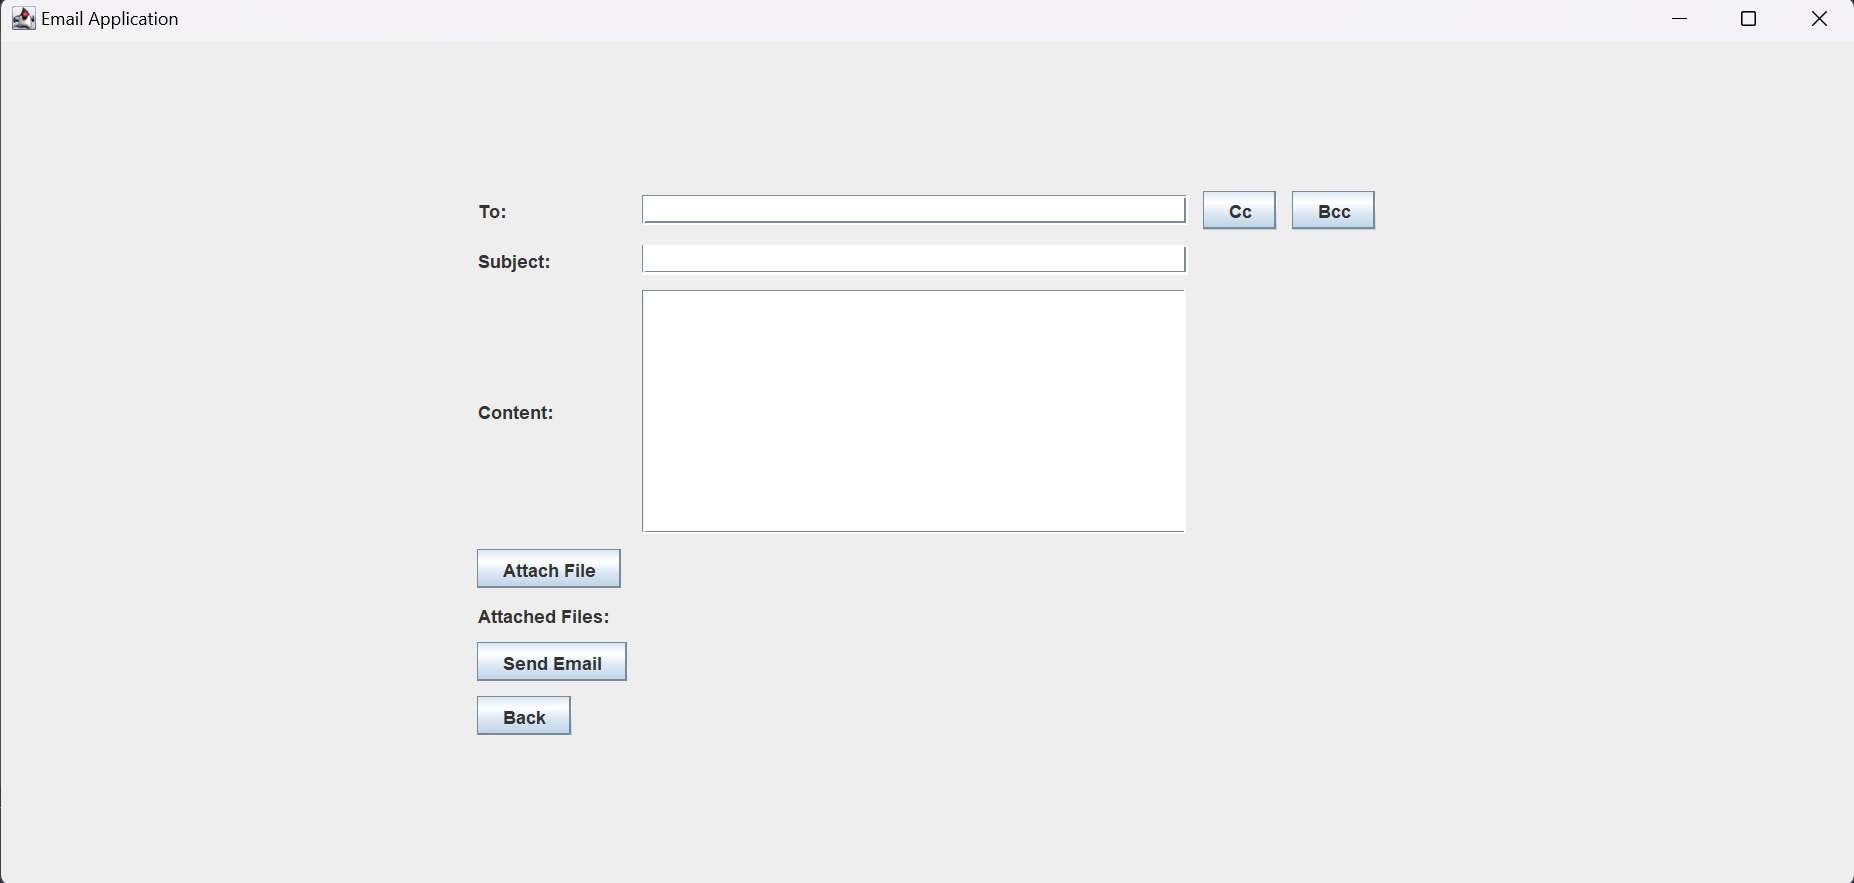 Email Application
To: Cc Bcc
Subject:
Content:
Attach File
Attached Files:
Send Email
Back